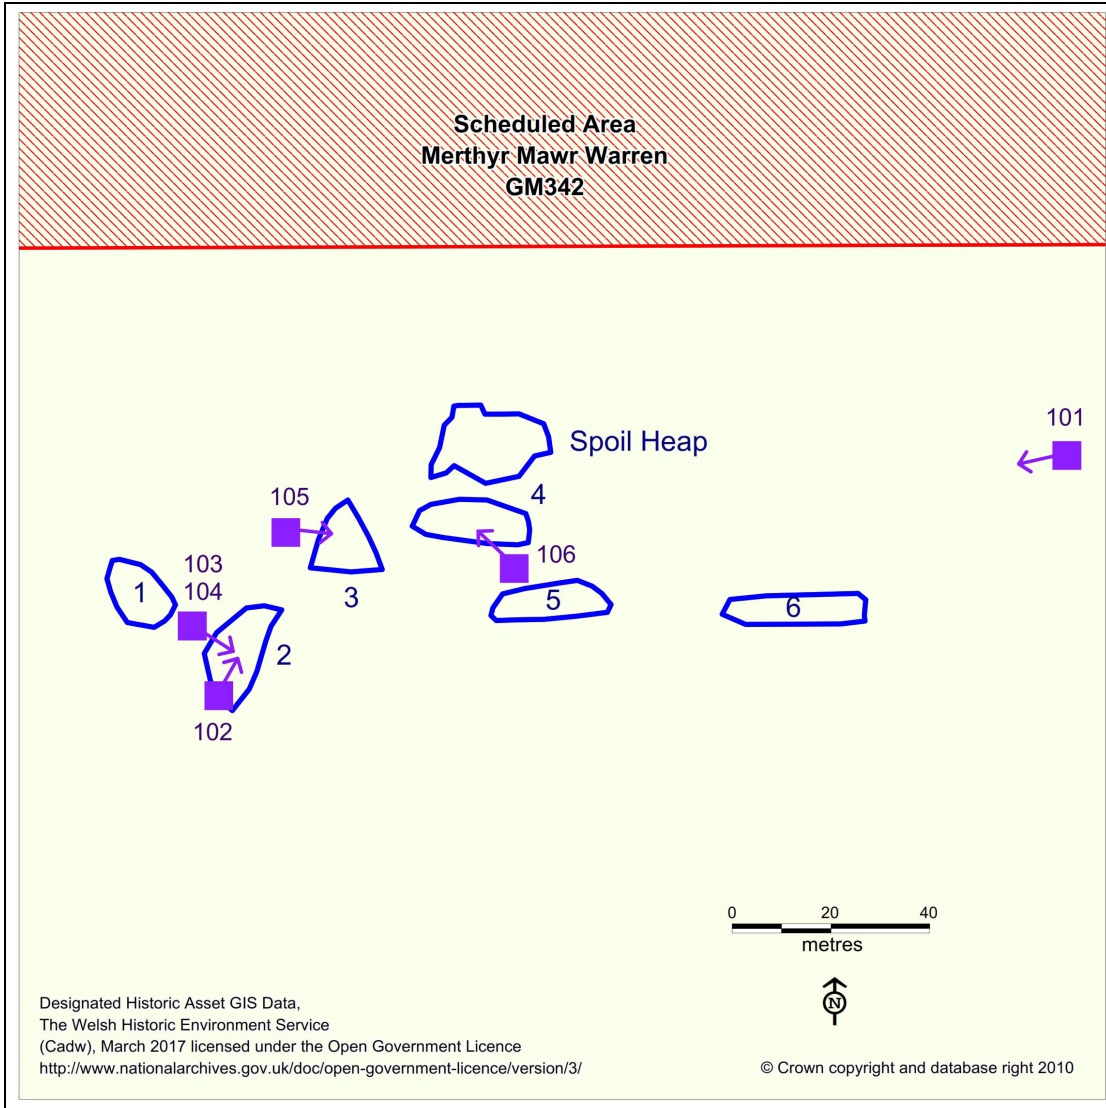 Scheduled Area
Merthyr Mawr Warren
GM342
101
Spoil Heap
4
105
106
103
104
1
3
5
6
2
102
0 20 40
metres
N
Designated Historic Asset GIS Data,
The Welsh Historic Environment Service
(Cadw), March 2017 licensed under the Open Government Licence
http://www.nationalarchives.gov.uk/doc/open-government-licence/version/3/
© Crown copyright and database right 2010